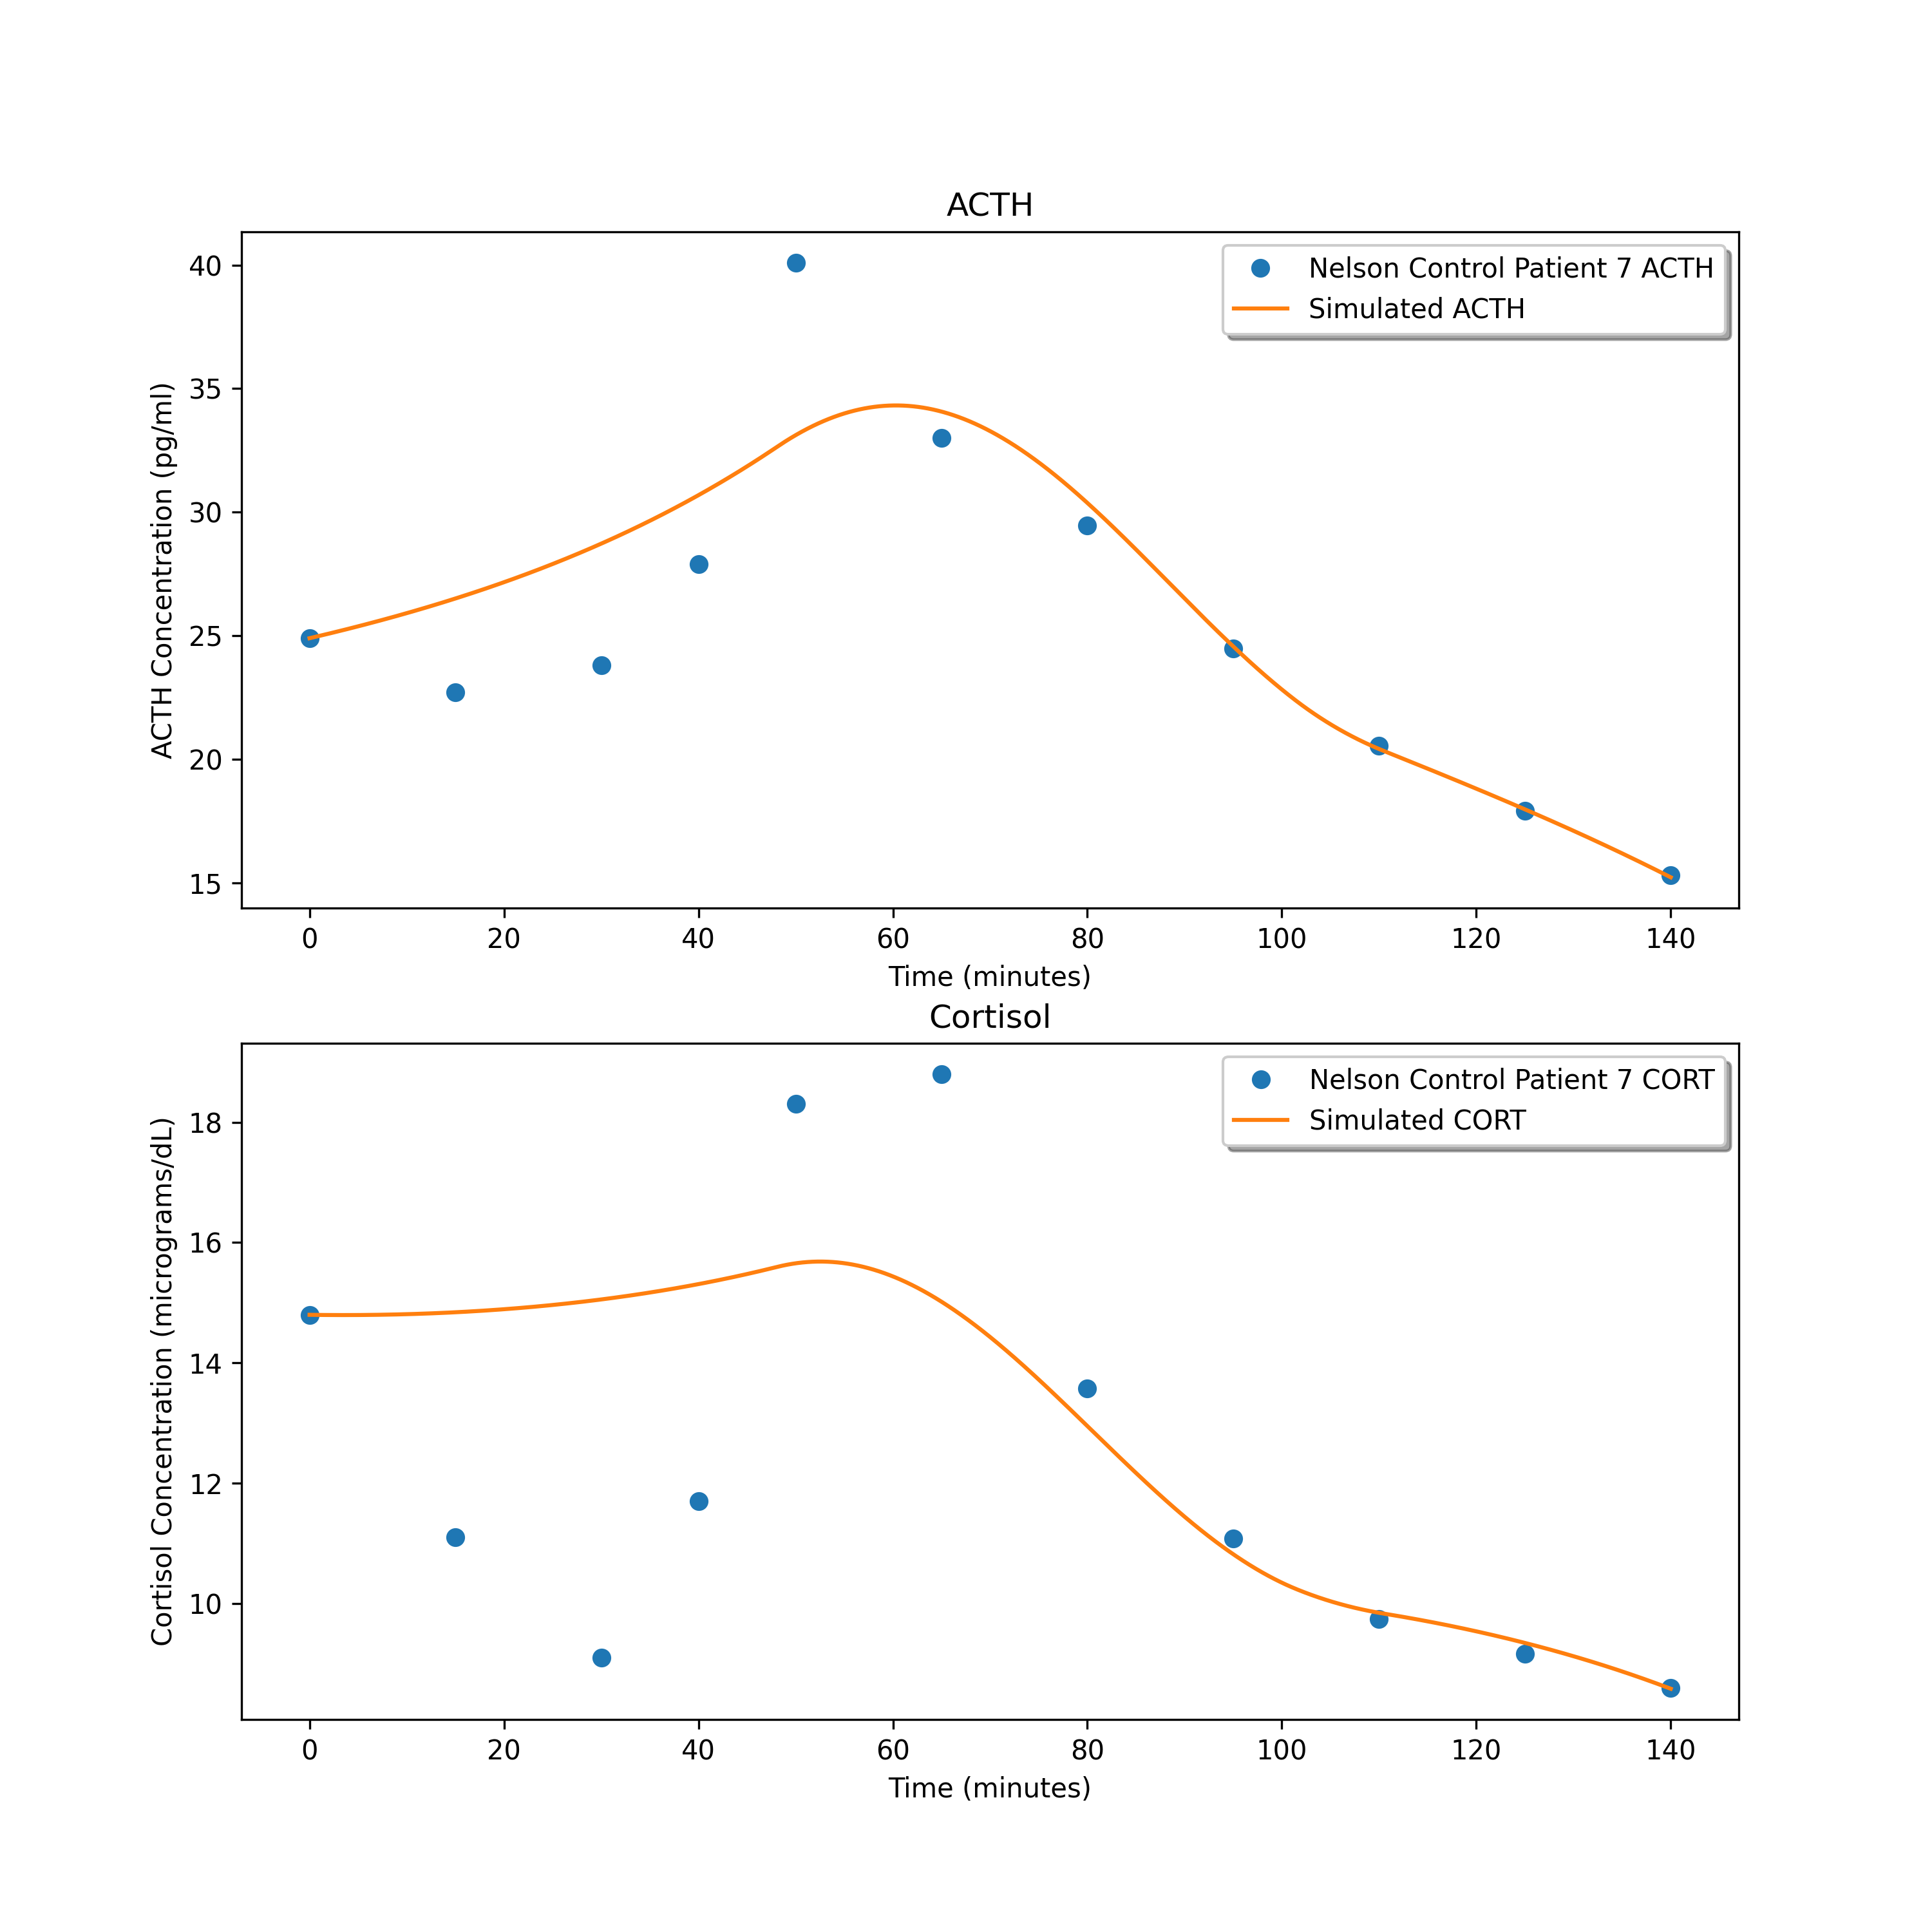 ACTH
Nelson Control Patient 7 ACTH
Simulated ACTH
ACTH Concentration (pg/ml)
40
35
30
25
20
15
0 20 40 60 80 100 120 140
Time (minutes)
Cortisol
Nelson Control Patient 7 CORT
Simulated CORT
Cortisol Concentration (micrograms/dL)
18
16
14
12
10
0 20 40 60 80 100 120 140
Time (minutes)